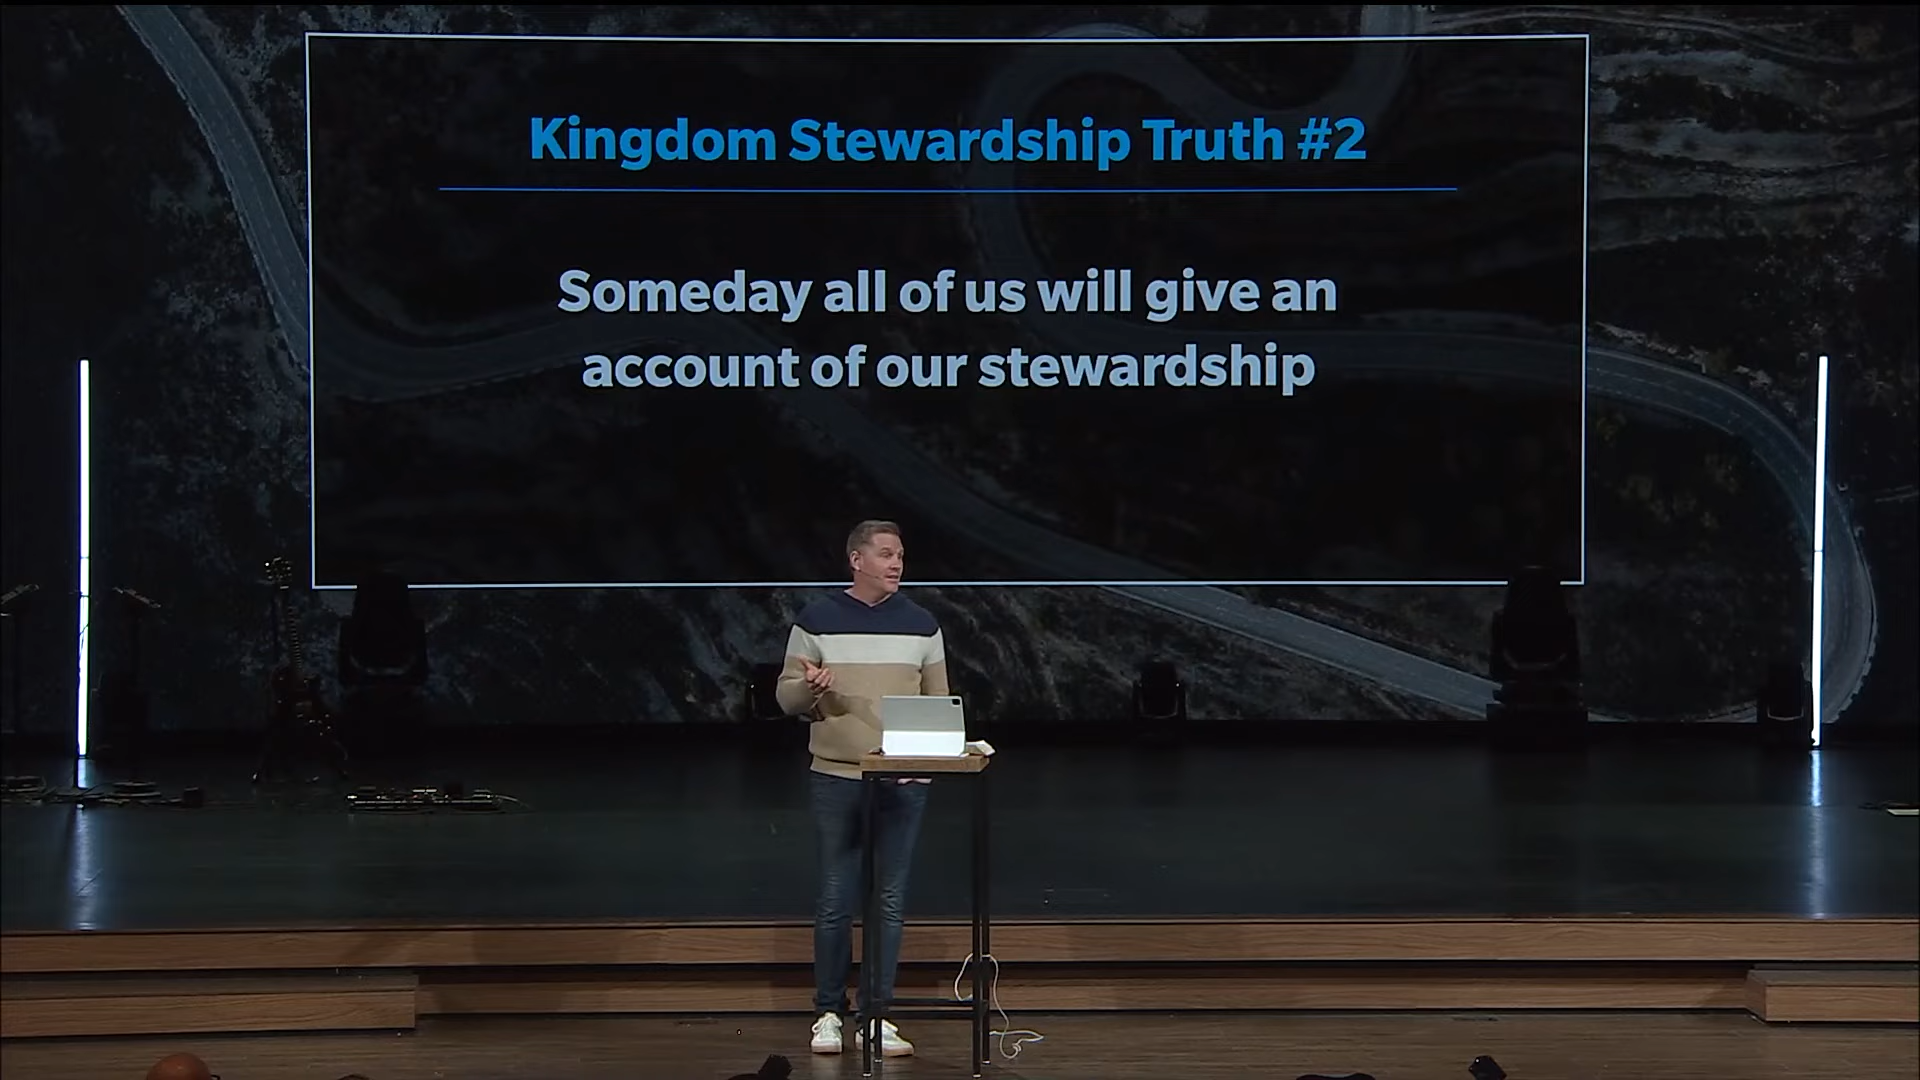 Kingdom Stewardship Truth #2
Someday all of us will give an
account of our stewardship